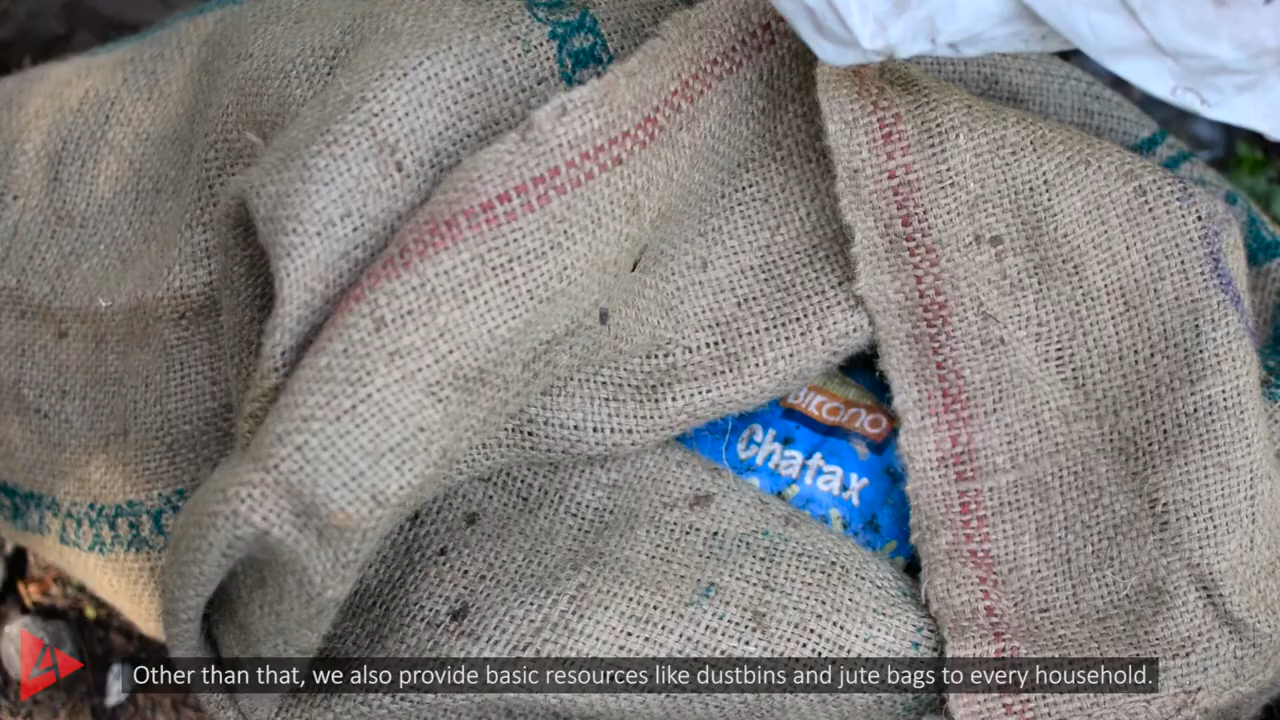 Bikano
Chatax
Other than that, we also provide basic resources like dustbins and jute bags to every household.